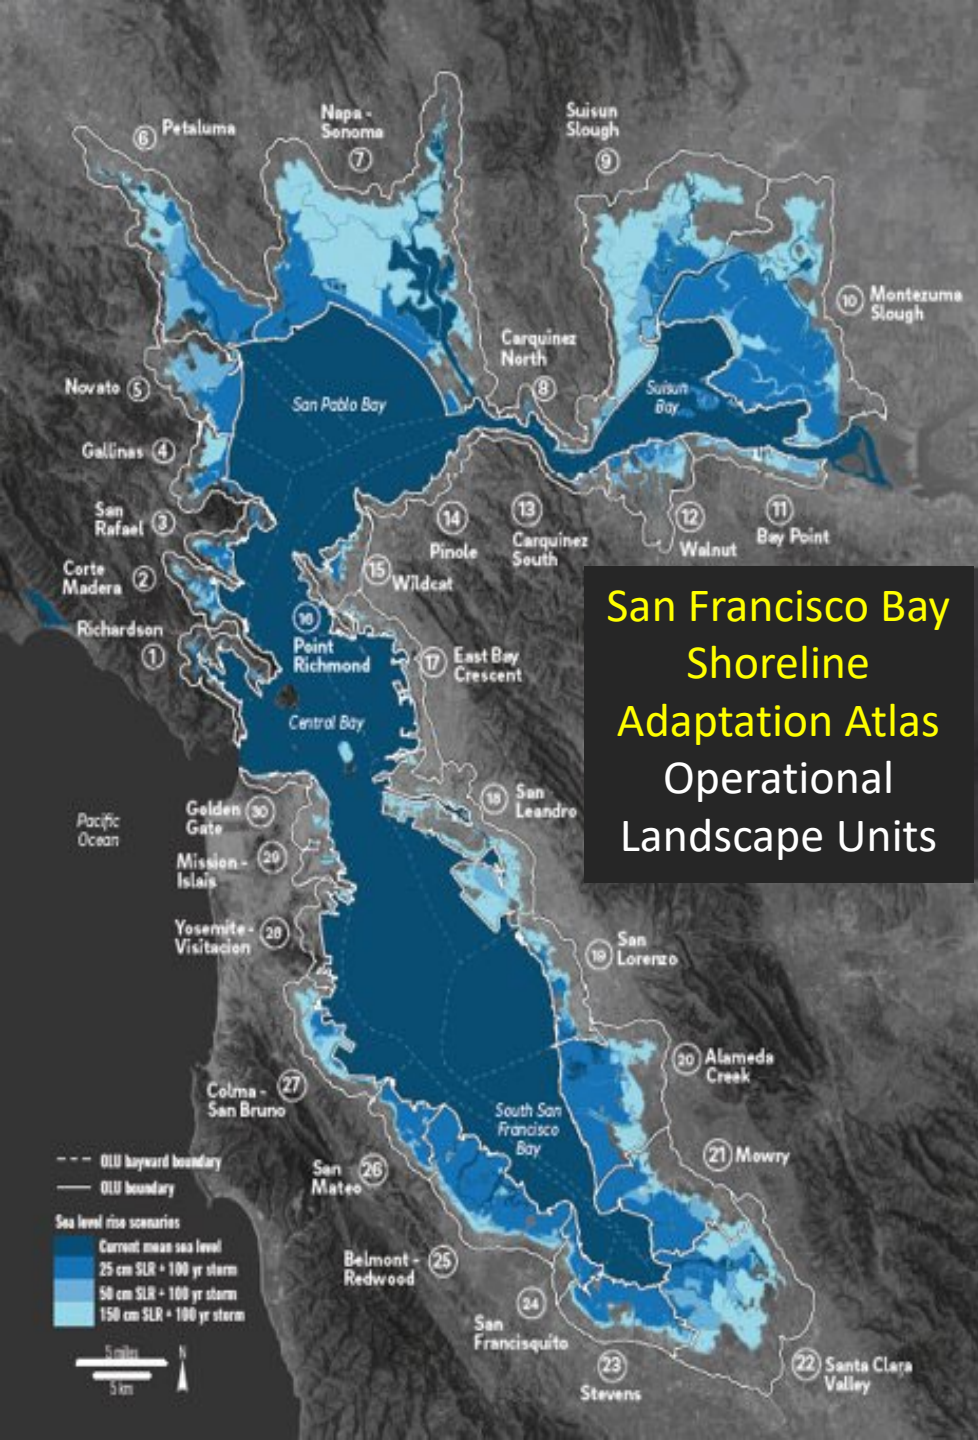 6 Petaluma
Napa -
Sonoma
7
Suisun
Slough
9
10 Montezuma
Slough
Carquinez
North
8
Novato 5
San Pablo Bay
Suisun
Bay
Gallinas 4
San
Rafael 3
14
Pinole
13
Carquinez
South
12
Walnut
11
Bay Point
Corte
Madera 2
15 Wildcat
Richardson
1
16
Point
Richmond
17 East Bay
Crescent
San Francisco Bay
Shoreline
Adaptation Atlas
Operational
Landscape Units
Central Bay
18 San
Leandro
Golden
Gate 30
Pacific
Ocean
Mission -
Islais 29
Yosemite -
Visitacion 28
19 San
Lorenzo
20 Alameda
Creek
Colma -
San Bruno 27
South San
Francisco
Bay
21 Mowry
San
Mateo 26
Belmont -
Redwood 25
24
San
Francisquito
23
Stevens
22 Santa Clara
Valley
OLU bayward boundary
OLU boundary
Sea level rise scenarios
Current mean sea level
25 cm SLR + 100 yr storm
50 cm SLR + 100 yr storm
150 cm SLR + 100 yr storm
5 miles
5 km
N